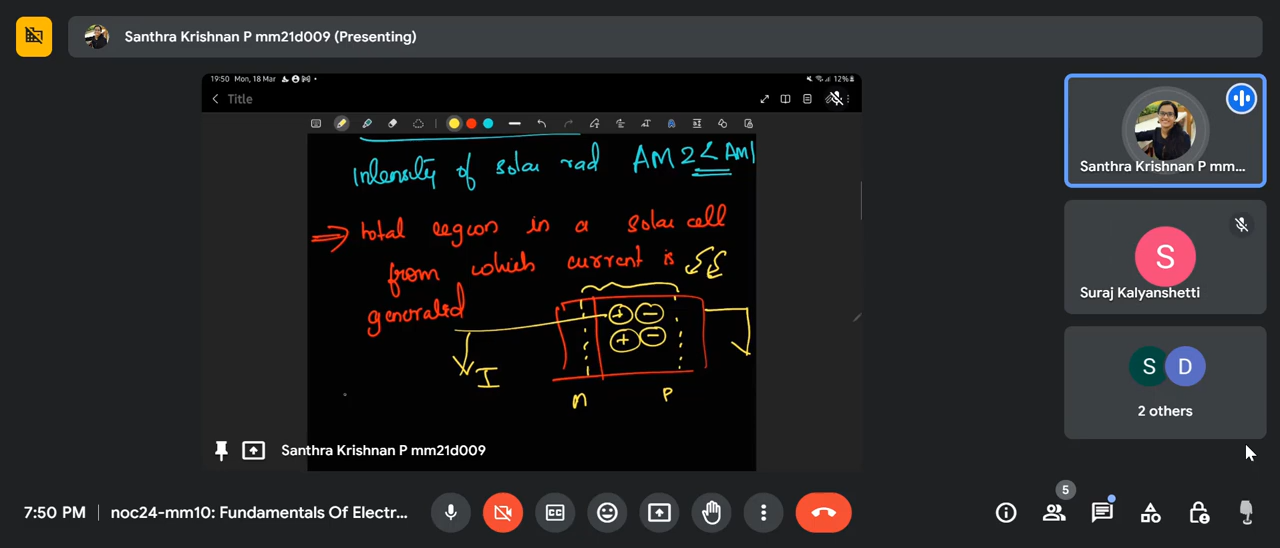 Santhra Krishnan P mm21d009 (Presenting)
19:50 Mon, 18 Mar
12%
Title
Intensity of solar rad AM2 < AM1
⇒ total region in a solar cell
from which current is
generated
+ −
+ −
I
n P
Santhra Krishnan P mm21d009
Santhra Krishnan P mm...
S
Suraj Kalyanshetti
S D
2 others
7:50 PM | noc24-mm10: Fundamentals Of Electr...
5